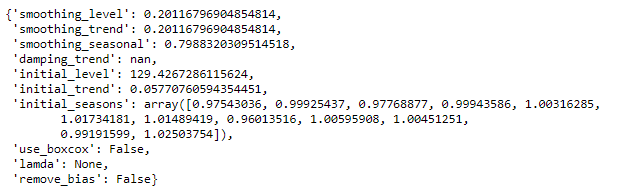 {'smoothing_level': 0.20116796904854814,
'smoothing_trend': 0.20116796904854814,
'smoothing_seasonal': 0.7988320309514518,
'damping_trend': nan,
'initial_level': 129.4267286115624,
'initial_trend': 0.05770760594354451,
'initial_seasons': array([0.97543036, 0.99925437, 0.97768877, 0.99943586, 1.00316285,
1.01734181, 1.01489419, 0.96013516, 1.00595908, 1.00451251,
0.99191599, 1.02503754]),
'use_boxcox': False,
'lamda': None,
'remove_bias': False}